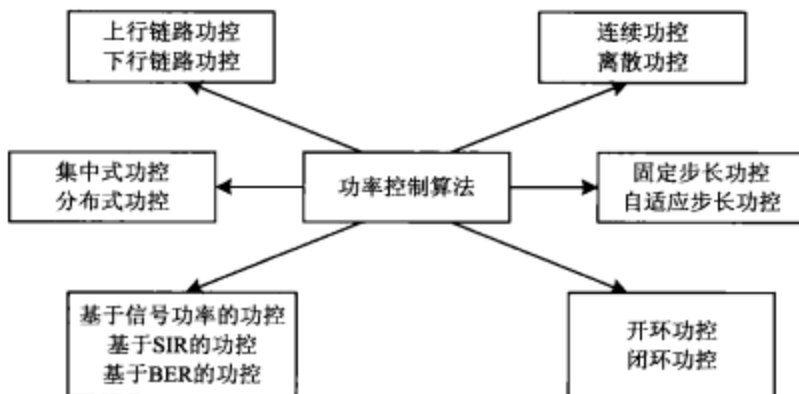 上行链路功控
下行链路功控
连续功控
离散功控
集中式功控
分布式功控
功率控制算法
固定步长功控
自适应步长功控
基于信号功率的功控
基于SIR的功控
基于BER的功控
开环功控
闭环功控